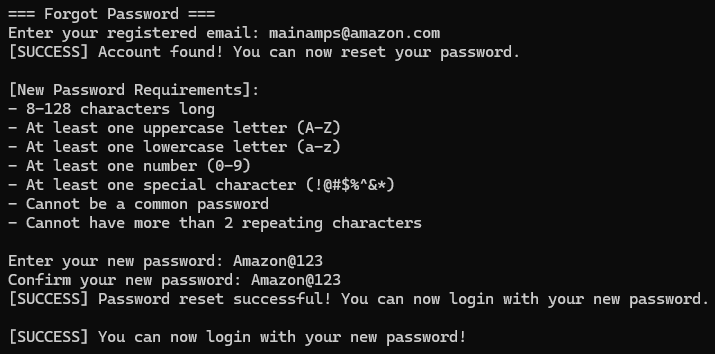 === Forgot Password ===
Enter your registered email: mainamps@amazon.com
[SUCCESS] Account found! You can now reset your password.
[New Password Requirements]:
- 8-128 characters long
- At least one uppercase letter (A-Z)
- At least one lowercase letter (a-z)
- At least one number (0-9)
- At least one special character (!@#$%^&*)
- Cannot be a common password
- Cannot have more than 2 repeating characters
Enter your new password: Amazon@123
Confirm your new password: Amazon@123
[SUCCESS] Password reset successful! You can now login with your new password.
[SUCCESS] You can now login with your new password!